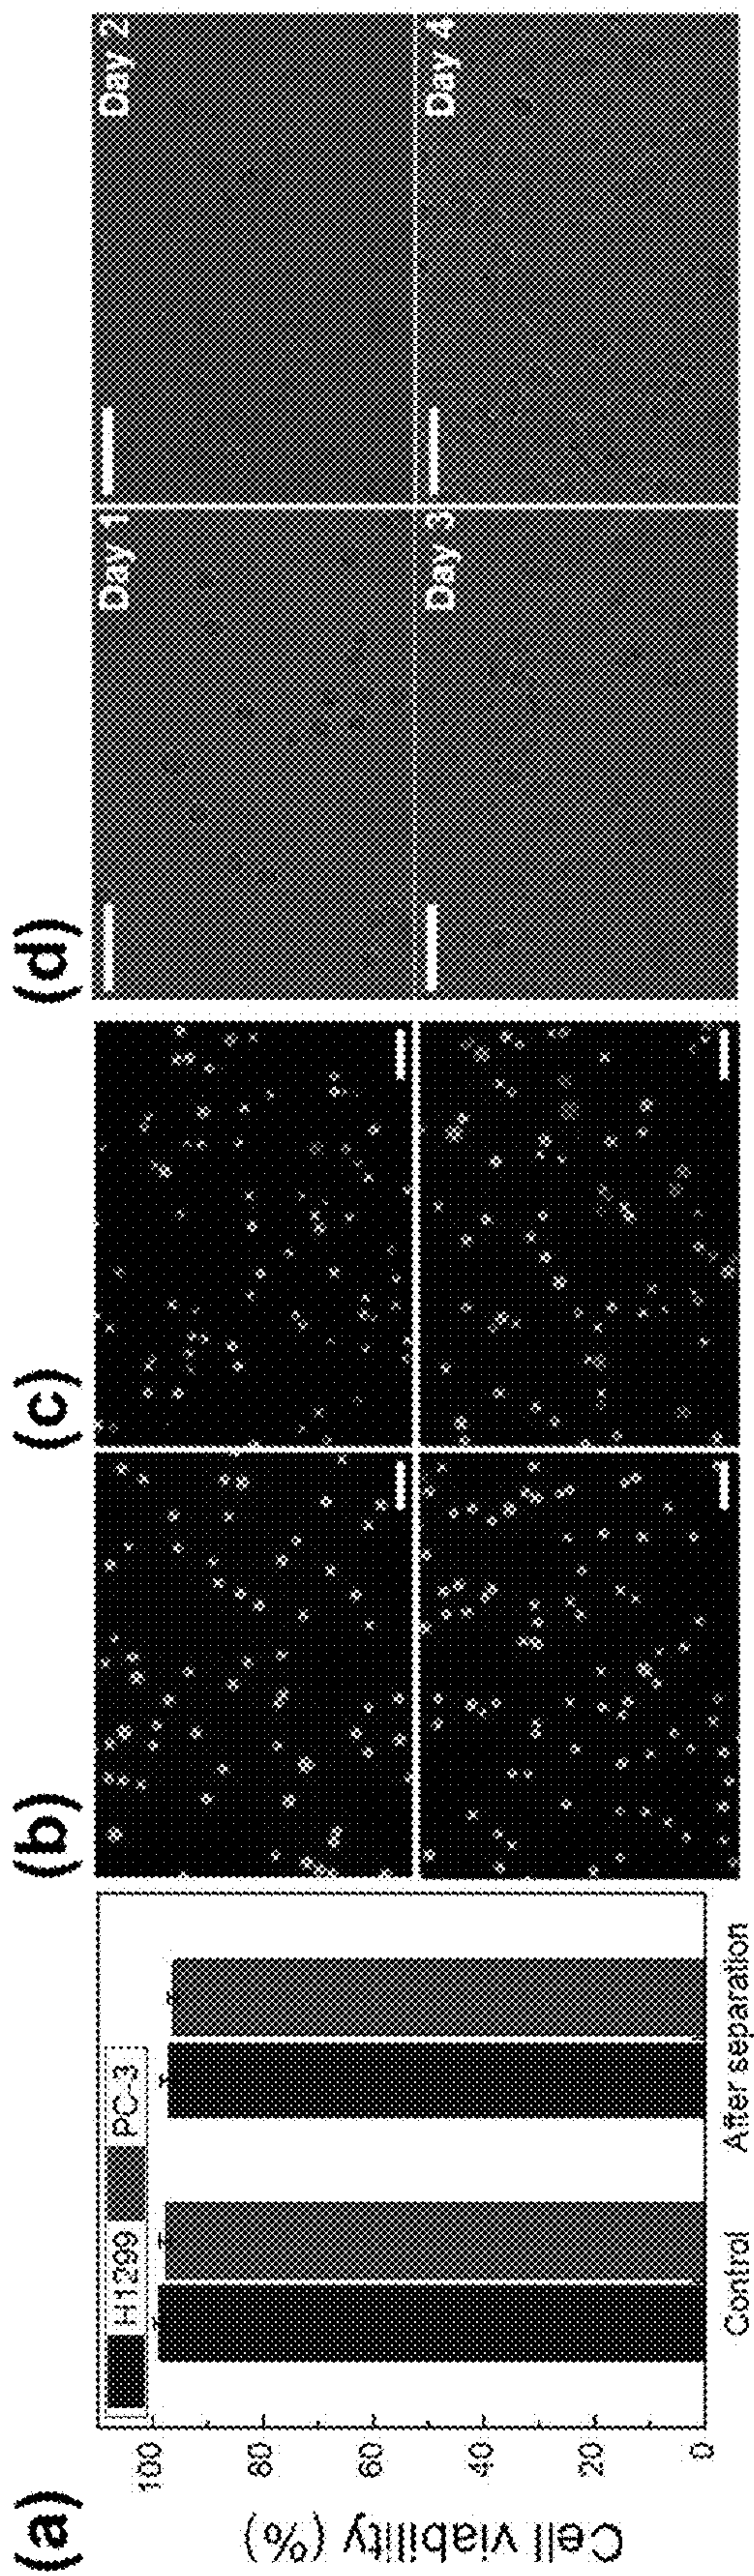 (a)
(b)
(c)
(d)
Cell viability (%)
100
80
60
40
20
0
H1299
PC-3
Control
After separation
Day 1
Day 2
Day 3
Day 4